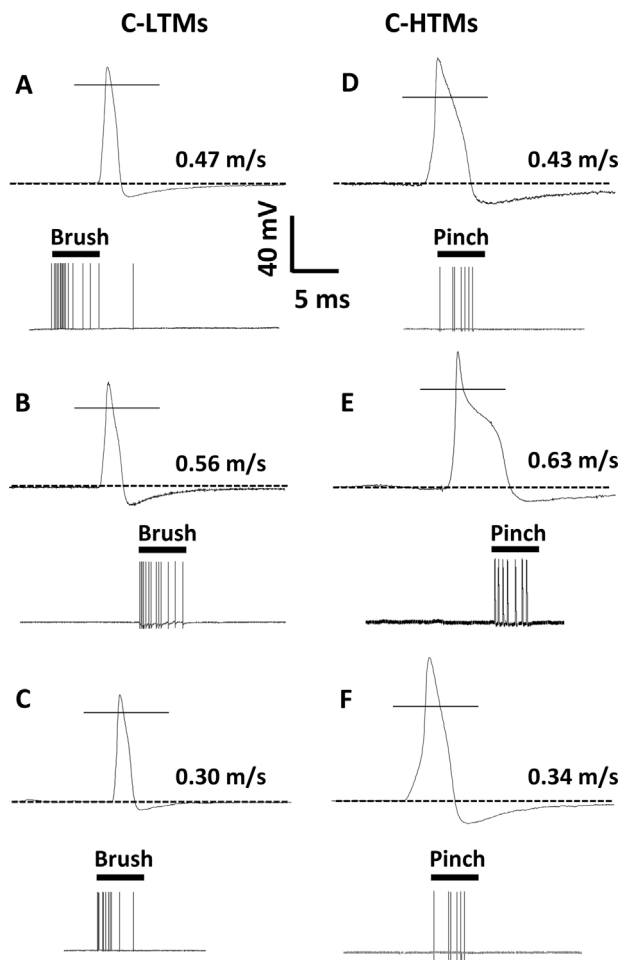 C-LTMs
C-HTMs
A
0.47 m/s
D
0.43 m/s
Brush
40 mV
5 ms
Pinch
B
0.56 m/s
E
0.63 m/s
Brush
Pinch
C
0.30 m/s
F
0.34 m/s
Brush
Pinch